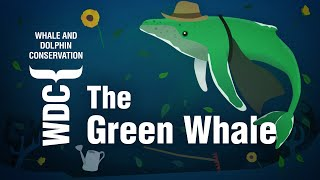 WHALE AND
DOLPHIN
CONSERVATION
WDC
The
Green Whale